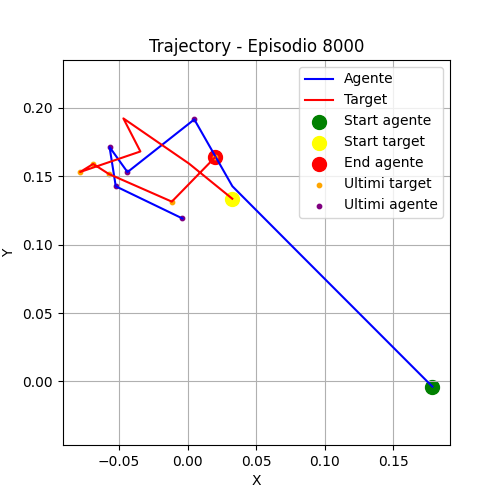 Trajectory - Episodio 8000
Agente
Target
Start agente
Start target
End agente
Ultimi target
Ultimi agente
0.20
0.15
0.10
0.05
0.00
Y
−0.05
0.00
0.05
0.10
0.15
X